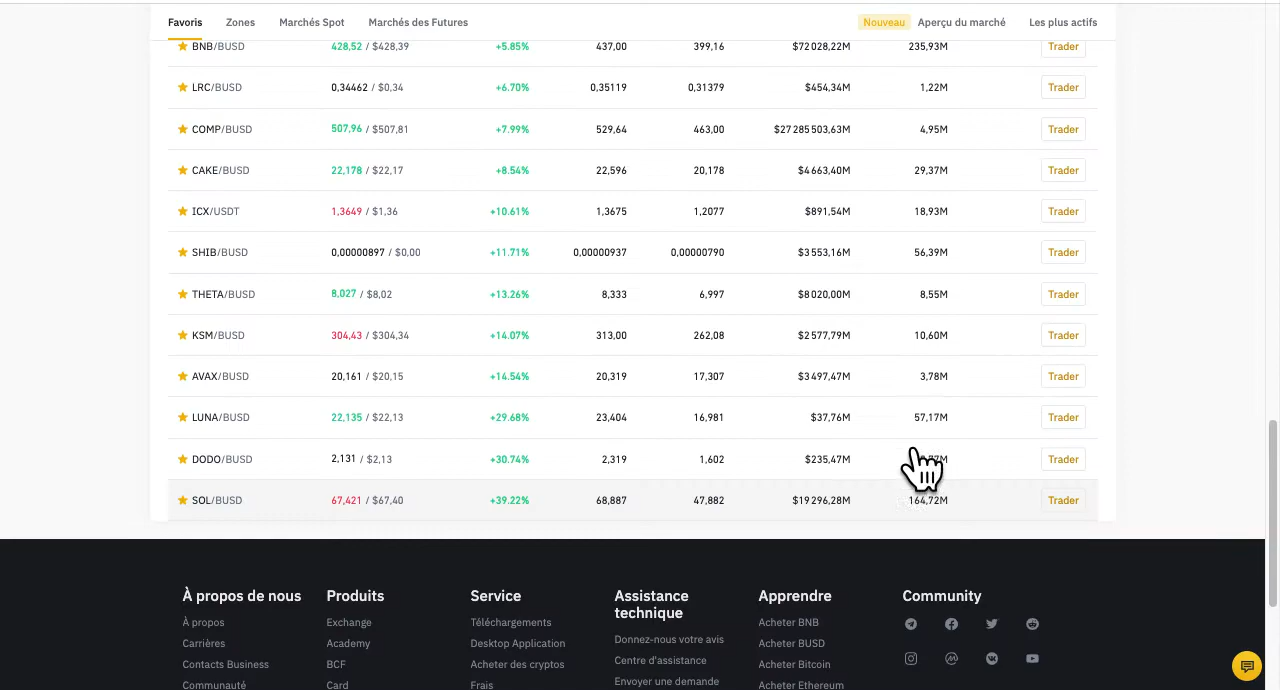 Favoris Zones Marchés Spot Marchés des Futures Nouveau Aperçu du marché Les plus actifs
BNB/BUSD 428,52 / $428,39 +5.85% 437,00 399,16 $72 028,22M 235,93M Trader
LRC/BUSD 0,34462 / $0,34 +6.70% 0,35119 0,31379 $454,34M 1,22M Trader
COMP/BUSD 507,96 / $507,81 +7.99% 529,64 463,00 $27 285 503,63M 4,95M Trader
CAKE/BUSD 22,178 / $22,17 +8.54% 22,596 20,178 $4 663,40M 29,37M Trader
ICX/USDT 1,3649 / $1,36 +10.61% 1,3675 1,2077 $891,54M 18,93M Trader
SHIB/BUSD 0,00000897 / $0,00 +11.71% 0,00000937 0,00000790 $3 553,16M 56,39M Trader
THETA/BUSD 8,027 / $8,02 +13.26% 8,333 6,997 $8 020,00M 8,55M Trader
KSM/BUSD 304,43 / $304,34 +14.07% 313,00 262,08 $2 577,79M 10,60M Trader
AVAX/BUSD 20,161 / $20,15 +14.54% 20,319 17,307 $3 497,47M 3,78M Trader
LUNA/BUSD 22,135 / $22,13 +29.68% 23,404 16,981 $37,76M 57,17M Trader
DODO/BUSD 2,131 / $2,13 +30.74% 2,319 1,602 $235,47M Trader
SOL/BUSD 67,421 / $67,40 +39.22% 68,887 47,882 $19 296,28M 164,72M Trader
À propos de nous Produits Service Assistance technique Apprendre Community
À propos Exchange Téléchargements Donnez-nous votre avis Acheter BNB
Carrières Academy Desktop Application Centre d'assistance Acheter BUSD
Contacts Business BCF Acheter des cryptos Envoyer une demande Acheter Bitcoin
Communauté Card Frais Acheter Ethereum